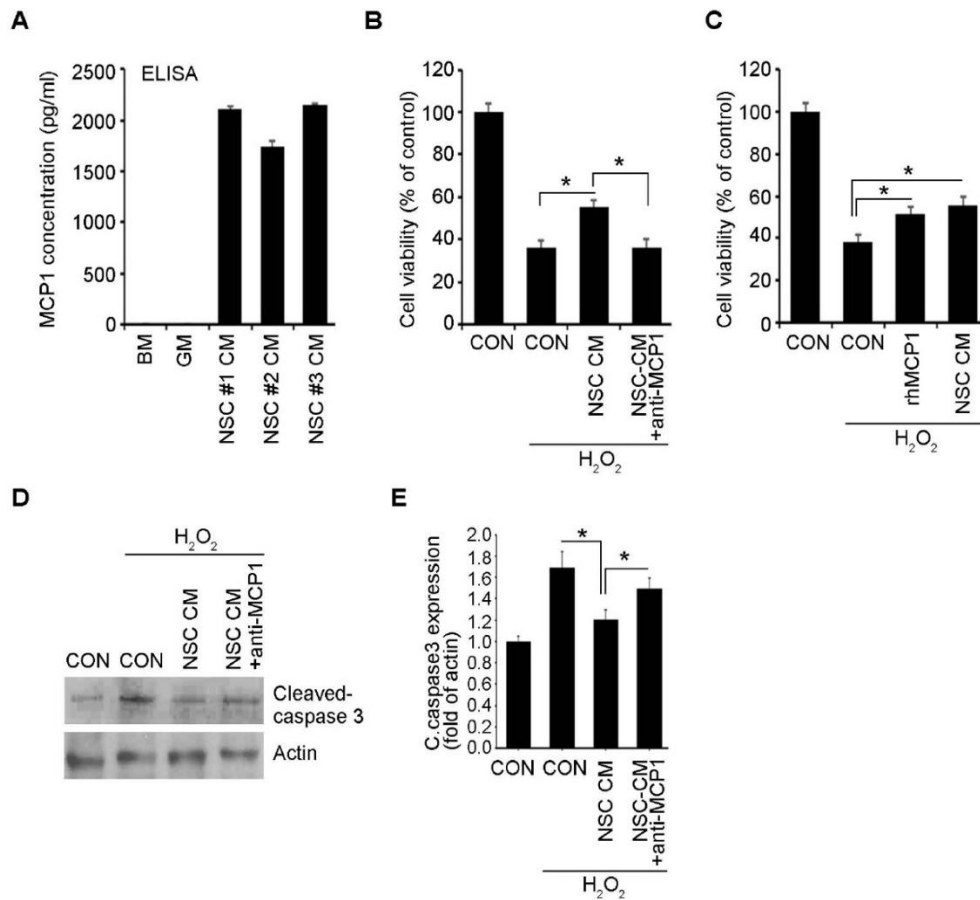 A
MCP1 concentration (pg/ml)
2500
2000
1500
1000
500
0
ELISA
BM
GM
NSC #1 CM
NSC #2 CM
NSC #3 CM
B
Cell viability (% of control)
120
100
80
60
40
20
0
*
*
CON
CON
NSC CM
NSC-CM
+anti-MCP1
H₂O₂
C
Cell viability (% of control)
120
100
80
60
40
20
0
*
*
CON
CON
rhMCP1
NSC CM
H₂O₂
D
H₂O₂
CON
CON
NSC CM
NSC CM
+anti-MCP1
Cleaved-
caspase 3
Actin
E
C.caspase3 expression
(fold of actin)
2.0
1.8
1.6
1.4
1.2
1.0
0.8
0.6
0.4
0.2
0.0
*
*
CON
CON
NSC CM
NSC-CM
+anti-MCP1
H₂O₂